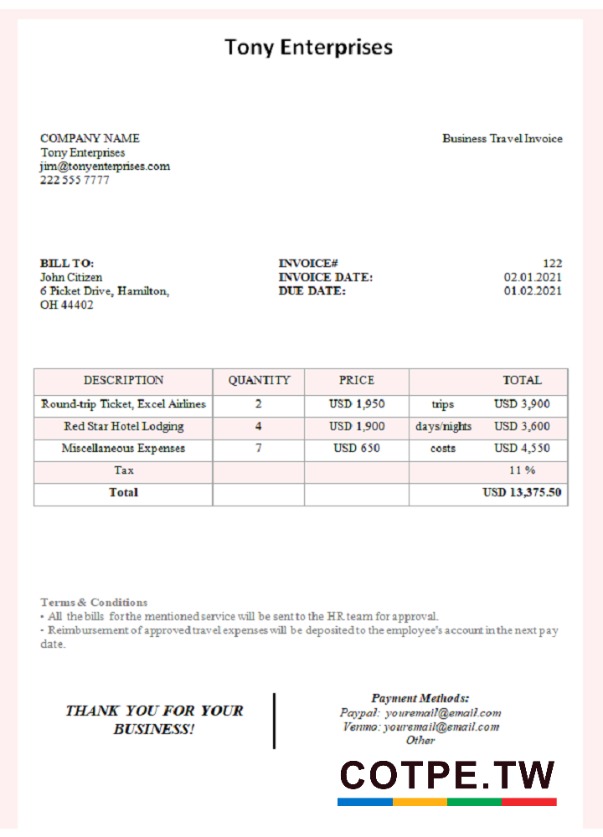 Tony Enterprises
COMPANY NAME
Business Travel Invoice
Tony Enterprises
jim@tonyenterprises.com
222 555 7777
BILL TO:
INVOICE# 122
John Citizen
INVOICE DATE: 02.01.2021
6 Picket Drive, Hamilton,
DUE DATE: 01.02.2021
OH 44402
DESCRIPTION QUANTITY PRICE TOTAL
Round-trip Ticket, Excel Airlines 2 USD 1,950 trips USD 3,900
Red Star Hotel Lodging 4 USD 1,900 days/nights USD 3,600
Miscellaneous Expenses 7 USD 650 costs USD 4,550
Tax 11 %
Total USD 13,375.50
Terms & Conditions
• All the bills for the mentioned service will be sent to the HR team for approval.
• Reimbursement of approved travel expenses will be deposited to the employee's account in the next pay
date.
THANK YOU FOR YOUR
BUSINESS!
Payment Methods:
Paypal: youremail@email.com
Venmo: youremail@email.com
Other
COTPE.TW